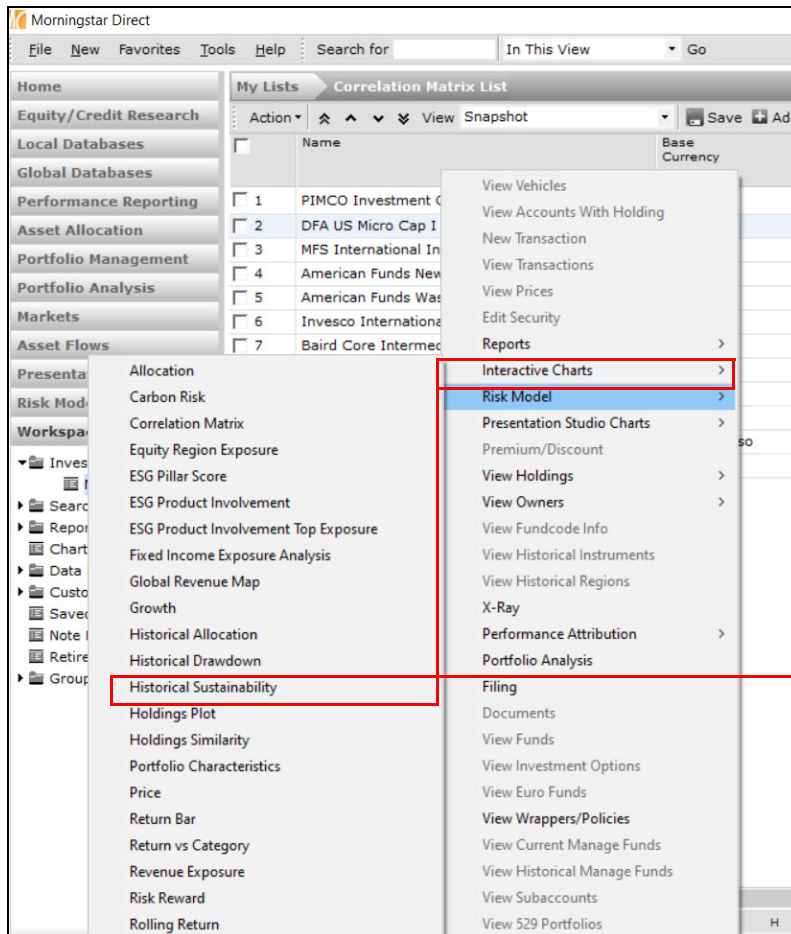 Morningstar Direct
File New Favorites Tools Help Search for In This View Go
Home
Equity/Credit Research
Local Databases
Global Databases
Performance Reporting
Asset Allocation
Portfolio Management
Portfolio Analysis
Markets
Asset Flows
My Lists Correlation Matrix List
Action View Snapshot Save
Name Base
Currency
1 PIMCO Investment
2 DFA US Micro Cap I
3 MFS International
4 American Funds New
5 American Funds
6 Invesco
7 Baird Core
View Vehicles
View Accounts With Holding
New Transaction
View Transactions
View Prices
Edit Security
Reports
Interactive Charts
Risk Model
Presentation Studio Charts
Premium/Discount
View Holdings
View Owners
View Fundcode Info
View Historical Instruments
View Historical Regions
X-Ray
Performance Attribution
Portfolio Analysis
Filing
Documents
View Funds
View Investment Options
View Euro Funds
View Wrappers/Policies
View Current Manage Funds
View Historical Manage Funds
View Subaccounts
View 529 Portfolios
Allocation
Carbon Risk
Correlation Matrix
Equity Region Exposure
ESG Pillar Score
ESG Product Involvement
ESG Product Involvement Top Exposure
Fixed Income Exposure Analysis
Global Revenue Map
Growth
Historical Allocation
Historical Drawdown
Historical Sustainability
Holdings Plot
Holdings Similarity
Portfolio Characteristics
Price
Return Bar
Return vs Category
Revenue Exposure
Risk Reward
Rolling Return
Risk
Chart
Data
Note
H